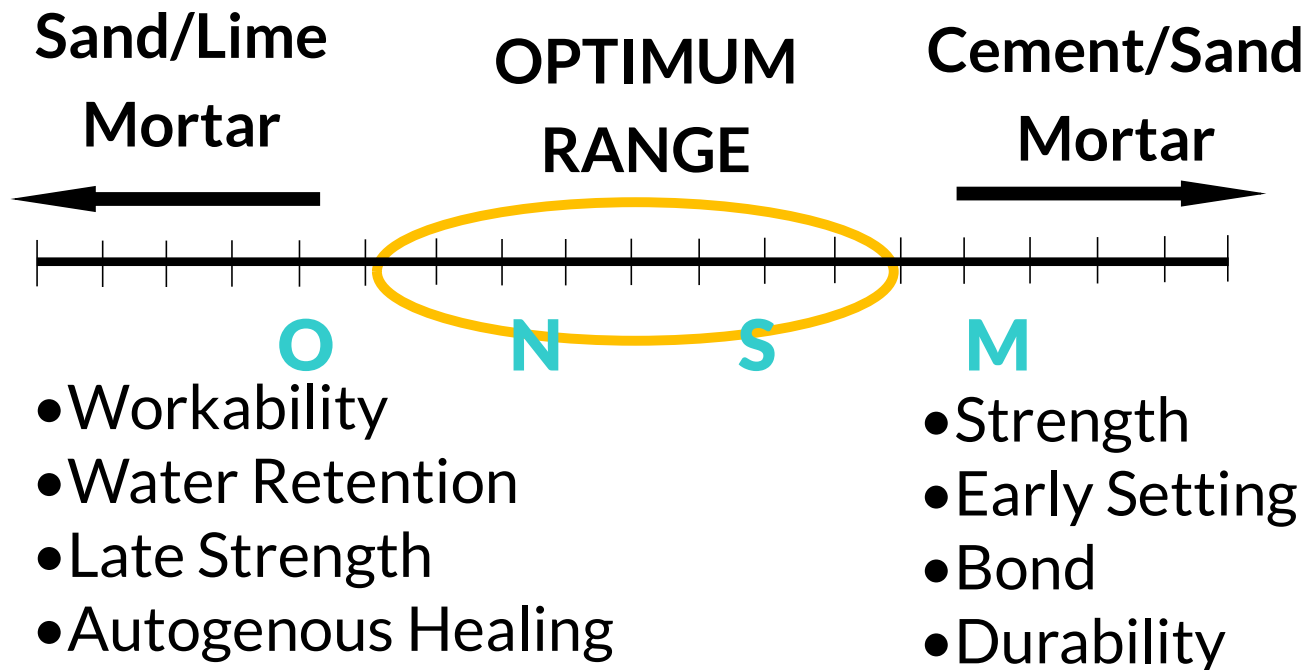 Sand/Lime
Mortar
OPTIMUM
RANGE
Cement/Sand
Mortar
O N S M
•Workability
•Water Retention
•Late Strength
•Autogenous Healing
•Strength
•Early Setting
•Bond
•Durability